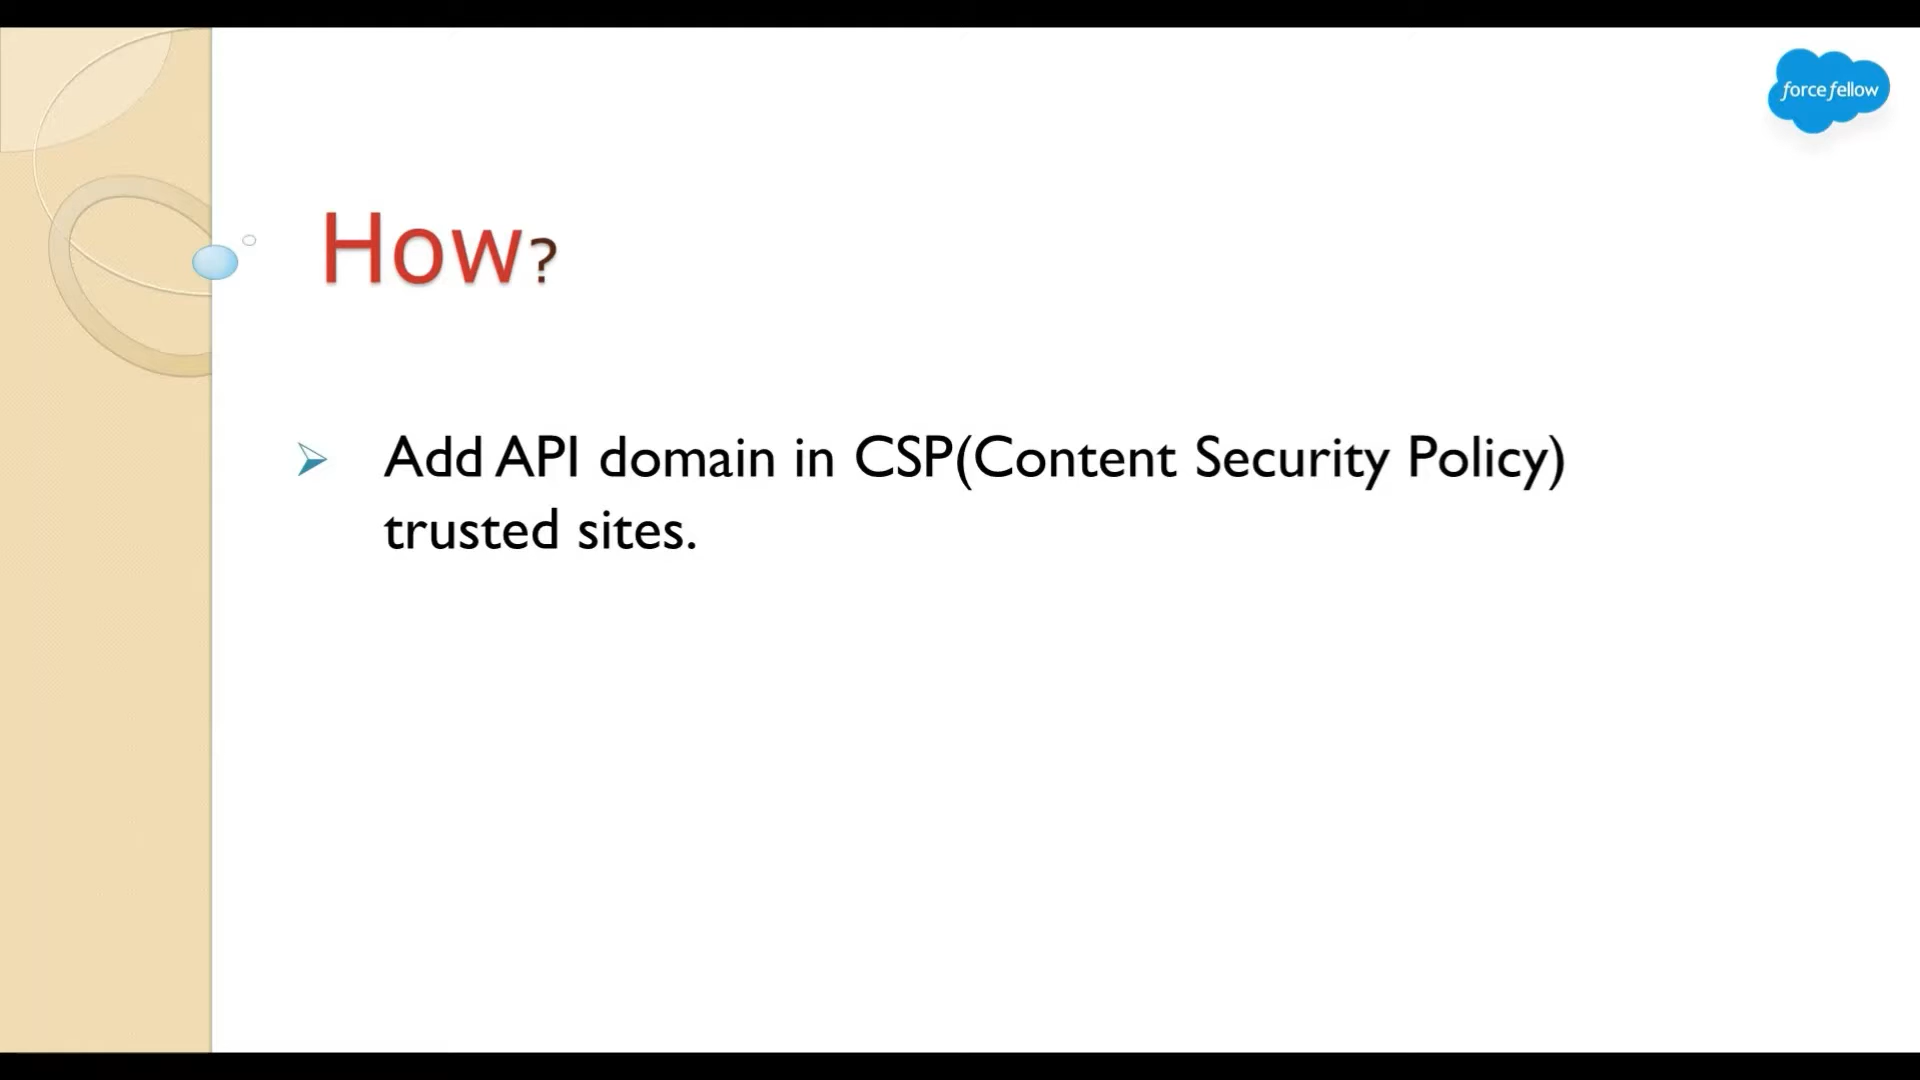 force fellow
How?
Add API domain in CSP(Content Security Policy)
trusted sites.